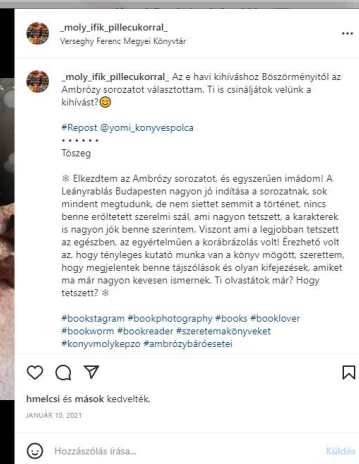 _moly_ifik_pillecukorral_
Verseghy Ferenc Megyei Könyvtár
_moly_ifik_pillecukorral_ Az e havi kihíváshoz Böszörményitől az
Ambrózy sorozatot választottam. Ti is csináljátok velünk a
kihívást?😊
#Repost @yomi_konyvespolca
• • • • • •
Tószeg
❄ Elkezdtem az Ambrózy sorozatot, és egyszerűen imádom! A
Leányrablás Budapesten nagyon jó indítása a sorozatnak, sok
mindent megtudunk, de nem siettet semmit a történet, nincs
benne erőltetett szerelmi szál, ami nagyon tetszett, a karakterek
is nagyon jók benne szerintem. Viszont ami a legjobban tetszett
az egészben, az egyértelműen a korábrázolás volt! Érezhető volt
az, hogy tényleges kutató munka van a könyv mögött, szerettem,
hogy megjelentek benne tájszólások és olyan kifejezések, amiket
ma már nagyon kevesen ismernek. Ti olvastátok már? Hogy
tetszett? ❄
#bookstagram #bookphotography #books #booklover
#bookworm #bookreader #szeretemakönyveket
#konyvmolykepzo #ambrózybáróesetei
hmelcsi és mások kedvelték.
JANUÁR 10, 2021
Hozzászólás írása... Küldés